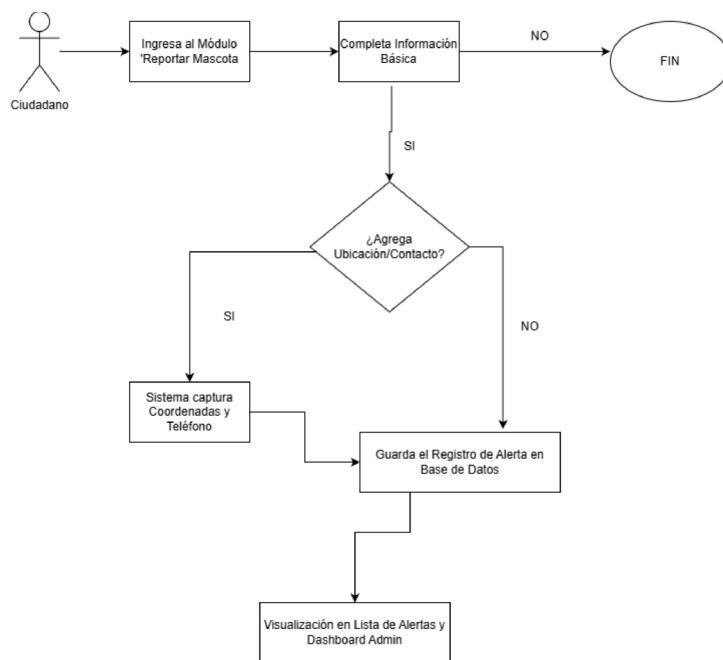 Ciudadano
Ingresa al Módulo
'Reportar Mascota
Completa Información
Básica
NO
FIN
SI
¿Agrega
Ubicación/Contacto?
SI
NO
Sistema captura
Coordenadas y
Teléfono
Guarda el Registro de Alerta en
Base de Datos
Visualización en Lista de Alertas y
Dashboard Admin